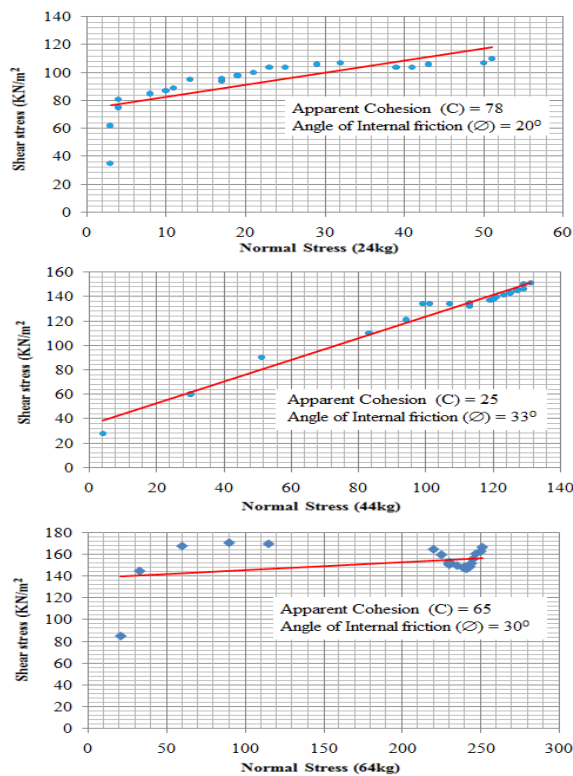 140
120
100
80
60
40
20
0
Shear stress (KN/m²
Apparent Cohesion (C) = 78
Angle of Internal friction (∅) = 20⁰
0 10 20 30 40 50 60
Normal Stress (24kg)
160
140
120
100
80
60
40
20
0
Shear stress (KN/m²
Apparent Cohesion (C) = 25
Angle of Internal friction (∅) = 33⁰
0 20 40 60 80 100 120 140
Normal Stress (44kg)
180
160
140
120
100
80
60
40
20
0
Shear stress (KN/m²
Apparent Cohesion (C) = 65
Angle of Internal friction (∅) = 30⁰
0 50 100 150 200 250 300
Normal Stress (64kg)